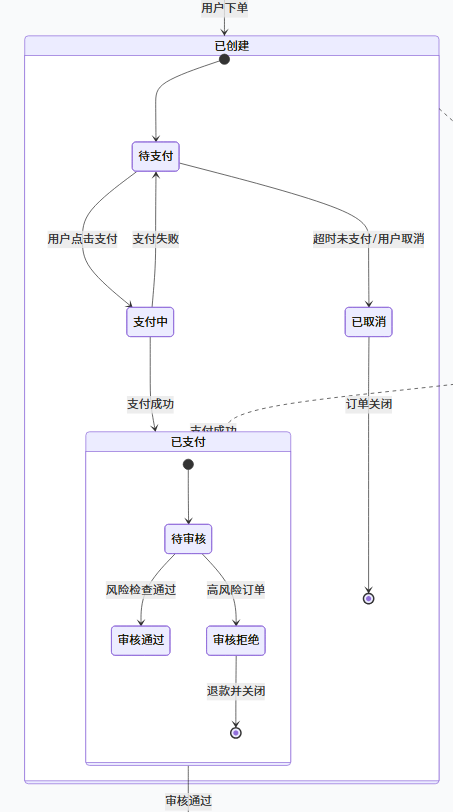 用户下单
已创建
待支付
用户点击支付
支付失败
超时未支付/用户取消
支付中
已取消
支付成功
订单关闭
支付成功
已支付
待审核
风险检查通过
高风险订单
审核通过
审核拒绝
退款并关闭
审核通过